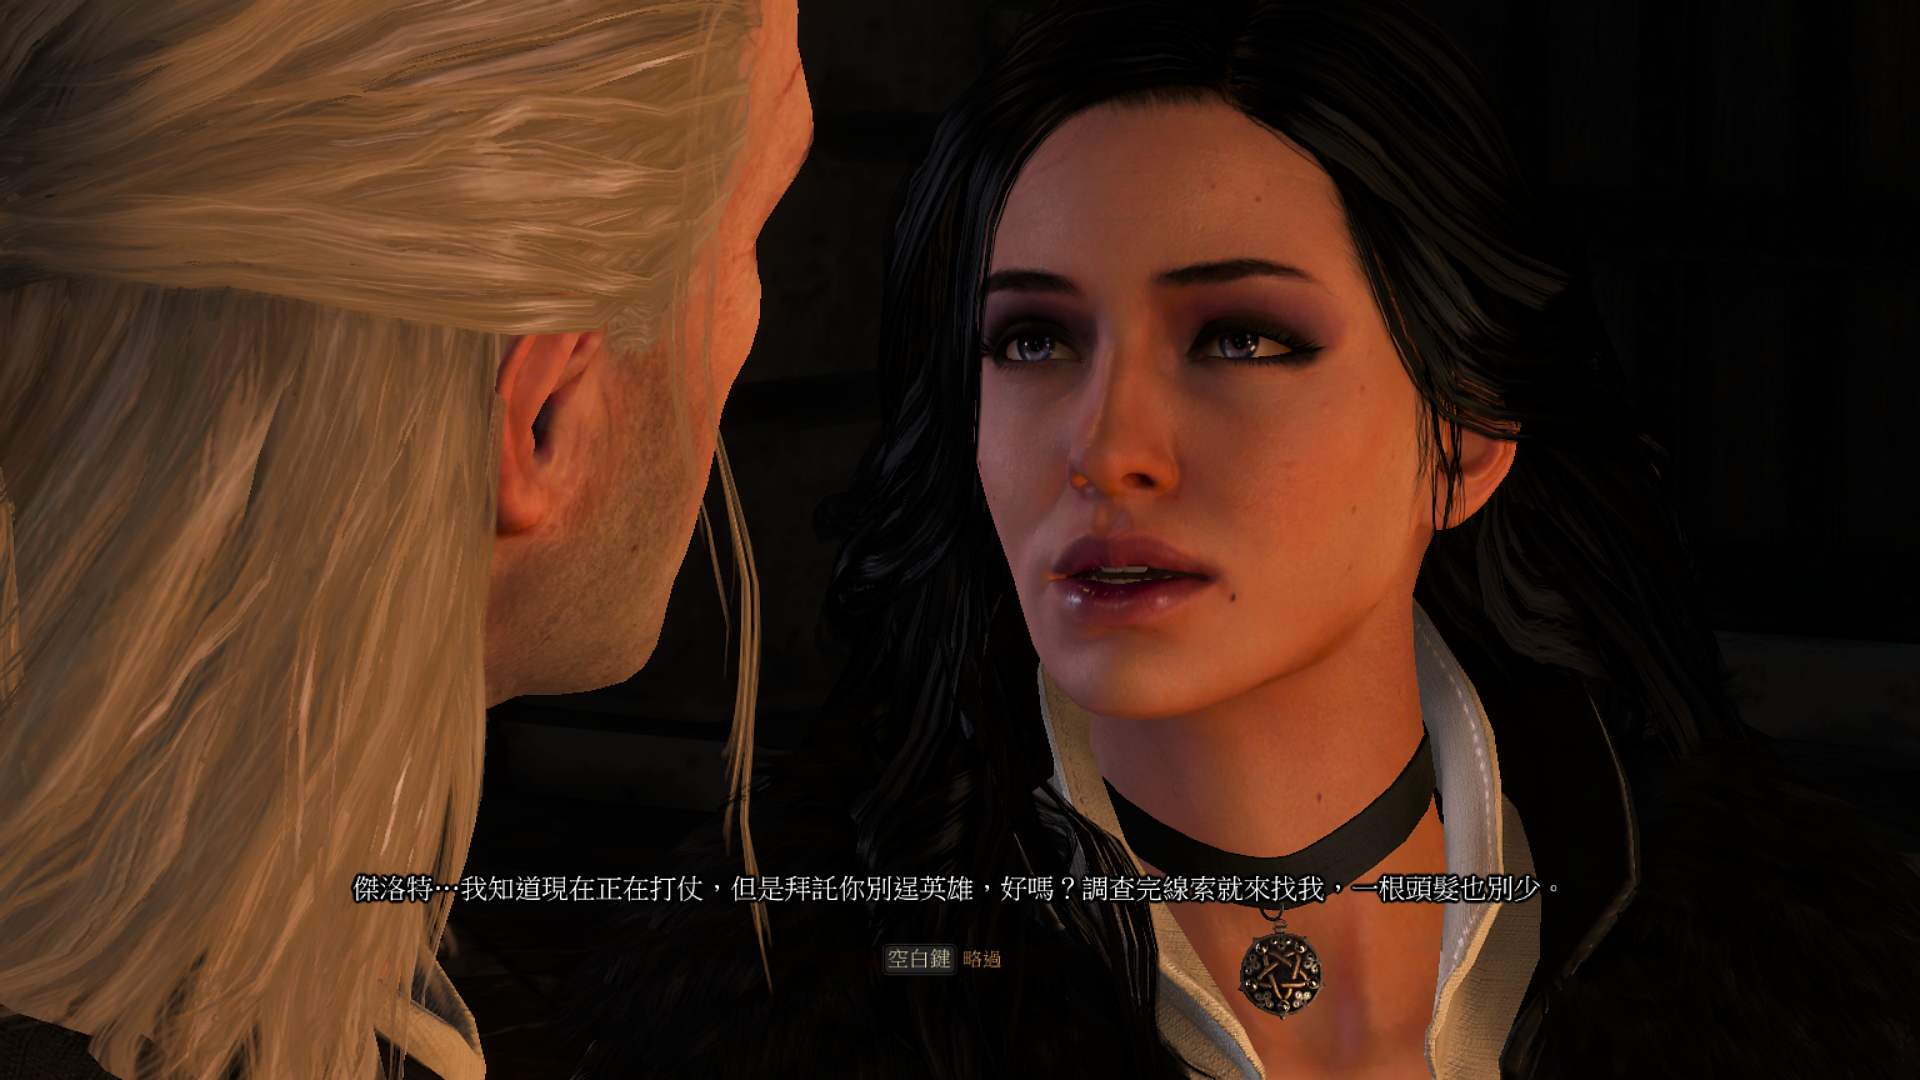 傑洛特⋯我知道現在正在打仗，但是拜託你別逞英雄，好嗎？調查完線索就來找我，一根頭髮也別少。
空白鍵 略過